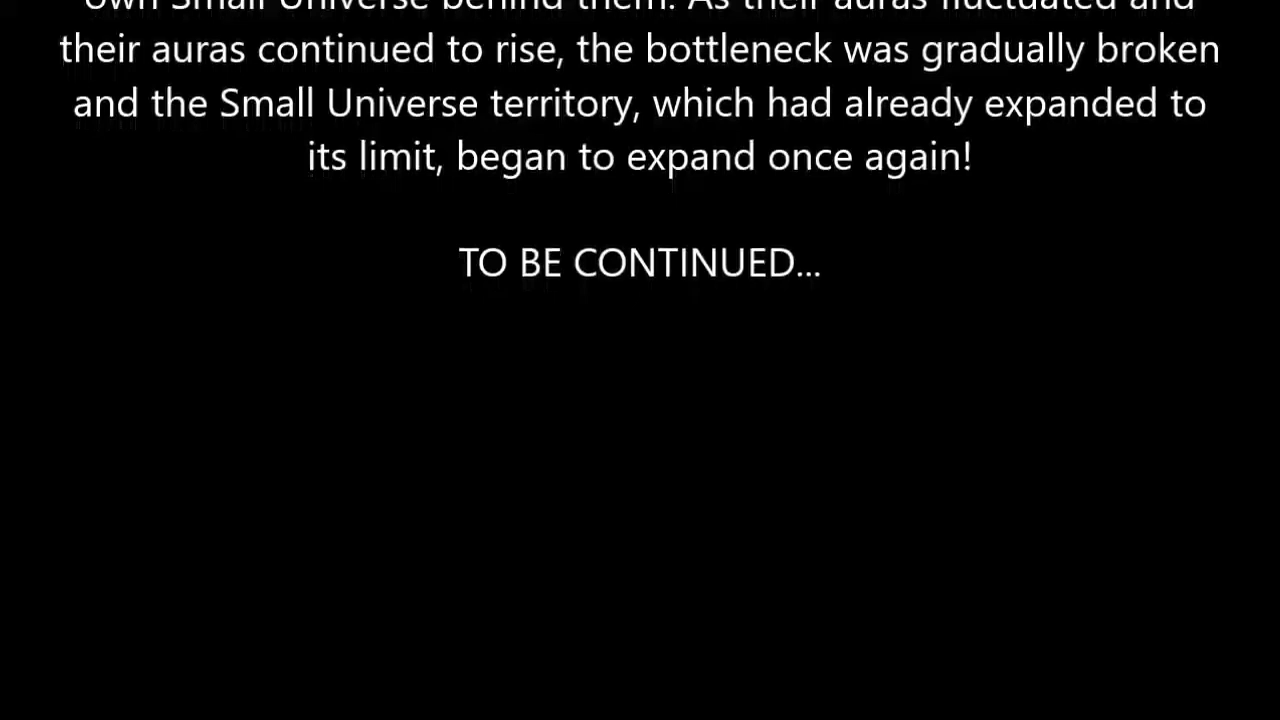 own Small Universe behind them. As their auras fluctuated and
their auras continued to rise, the bottleneck was gradually broken
and the Small Universe territory, which had already expanded to
its limit, began to expand once again!
TO BE CONTINUED...